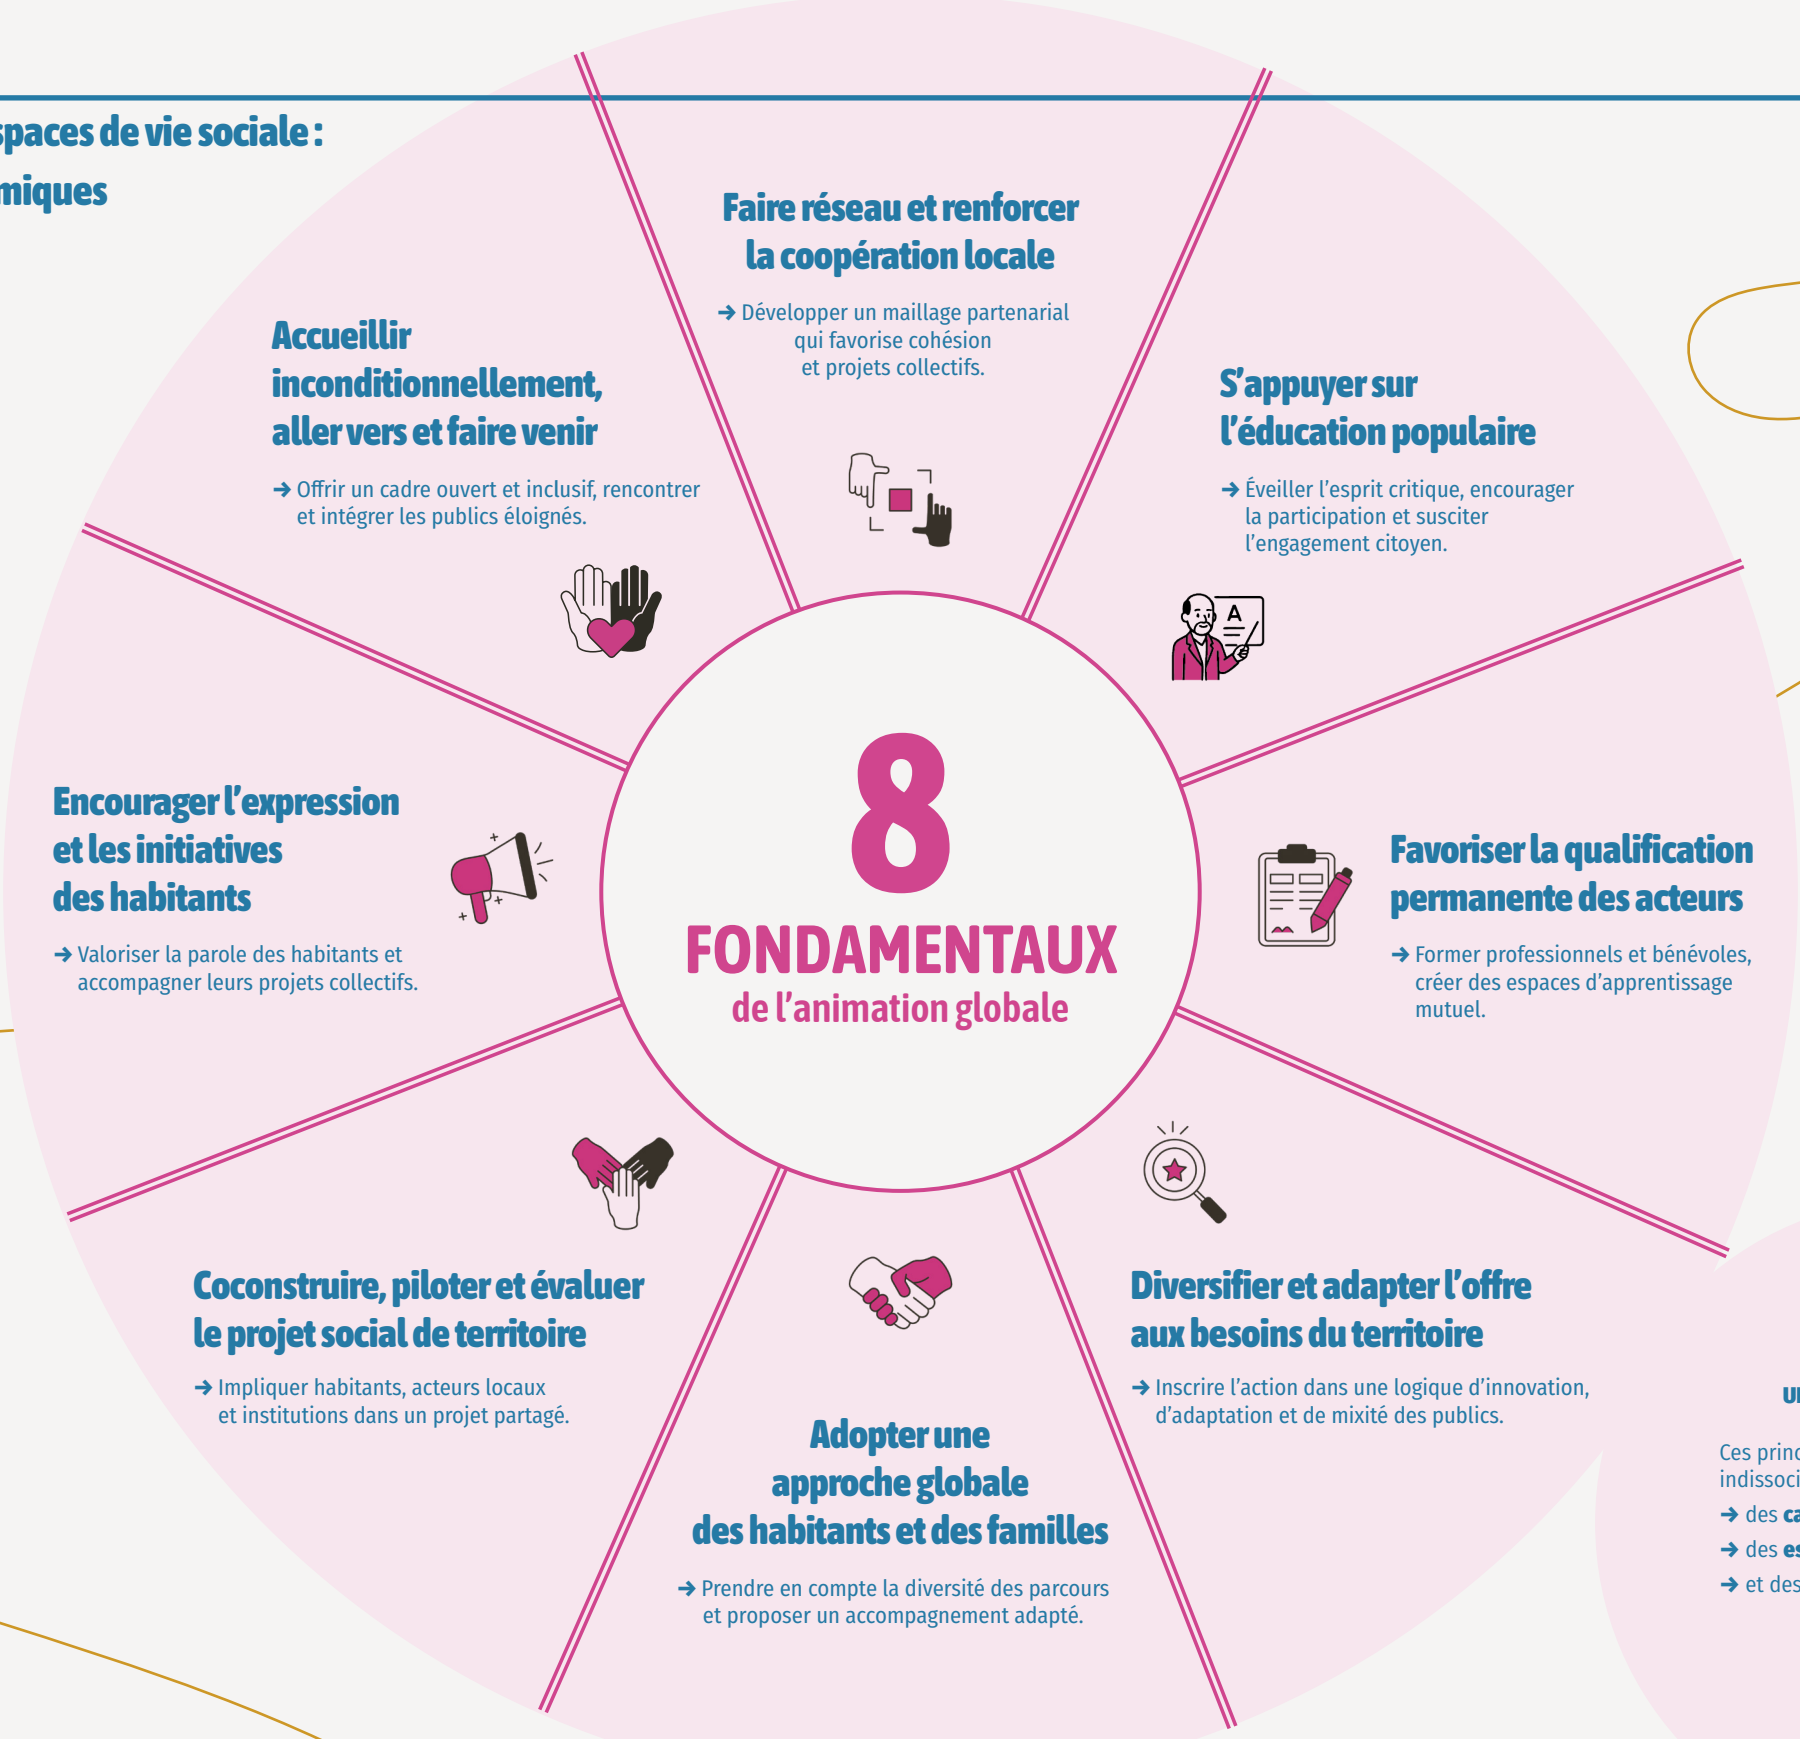 de vie sociale :
Faire réseau et renforcer
la coopération locale
→ Développer un maillage partenarial
qui favorise cohésion
et projets collectifs.
Accueillir
inconditionnellement,
aller vers et faire venir
→ Offrir un cadre ouvert et inclusif, rencontrer
et intégrer les publics éloignés.
S'appuyer sur
l'éducation populaire
→ Éveiller l'esprit critique, encourager
la participation et susciter
l'engagement citoyen.
A
Encourager l'expression
et les initiatives
des habitants
→ Valoriser la parole des habitants et
accompagner leurs projets collectifs.
8
FONDAMENTAUX
de l'animation globale
Favoriser la qualification
permanente des acteurs
→ Former professionnels et bénévoles,
créer des espaces d'apprentissage
mutuel.
Coconstruire, piloter et évaluer
le projet social de territoire
→ Impliquer habitants, acteurs locaux
et institutions dans un projet partagé.
Adopter une
approche globale
des habitants et des familles
→ Prendre en compte la diversité des parcours
et proposer un accompagnement adapté.
Diversifier et adapter l'offre
aux besoins du territoire
→ Inscrire l'action dans une logique d'innovation,
d'adaptation et de mixité des publics.
Ces
→ des
→ des
→ et des